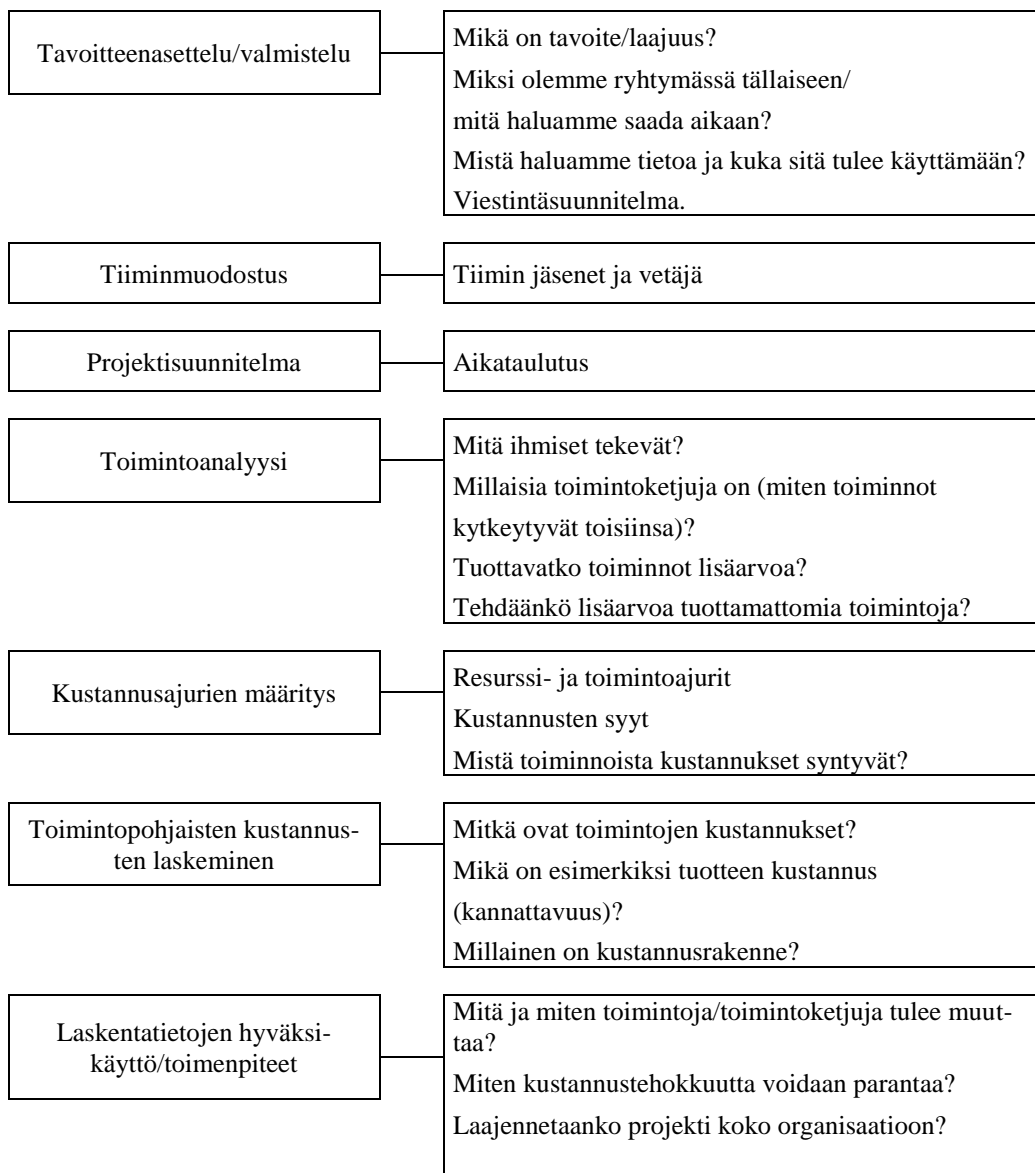 Tavoitteenasettelu/valmistelu
Mikä on tavoite/laajuus?
Miksi olemme ryhtymässä tällaiseen/
mitä haluamme saada aikaan?
Mistä haluamme tietoa ja kuka sitä tulee käyttämään?
Viestintäsuunnitelma.
Tiiminmuodostus
Tiimin jäsenet ja vetäjä
Projektisuunnitelma
Aikataulutus
Toimintoanalyysi
Mitä ihmiset tekevät?
Millaisia toimintoketjuja on (miten toiminnot
kytkeytyvät toisiinsa)?
Tuottavatko toiminnot lisäarvoa?
Tehdäänkö lisäarvoa tuottamattomia toimintoja?
Kustannusajurien määritys
Resurssi- ja toimintoajurit
Kustannusten syyt
Mistä toiminnoista kustannukset syntyvät?
Toimintopohjaisten kustannus-
ten laskeminen
Mitkä ovat toimintojen kustannukset?
Mikä on esimerkiksi tuotteen kustannus
(kannattavuus)?
Millainen on kustannusrakenne?
Laskentatietojen hyväksi-
käyttö/toimenpiteet
Mitä ja miten toimintoja/toimintoketjuja tulee muut-
taa?
Miten kustannustehokkuutta voidaan parantaa?
Laajennetaanko projekti koko organisaatioon?